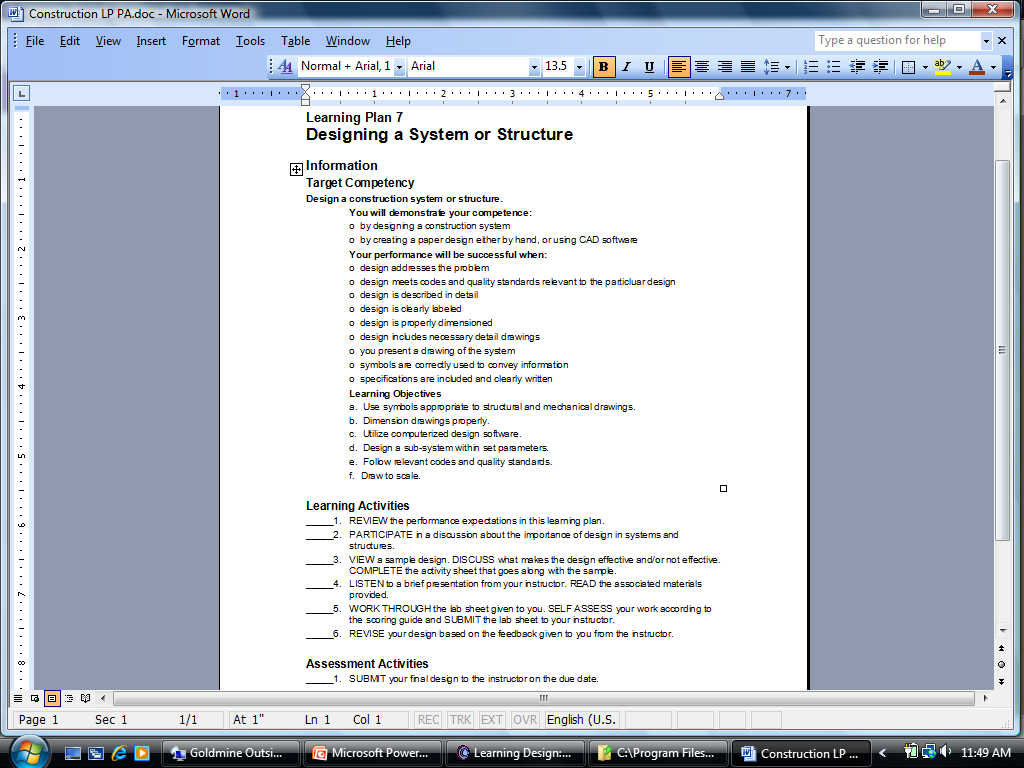 Construction LP PA.doc - Microsoft Word
File Edit View Insert Format Tools Table Window Help
Type a question for help
Normal + Arial, 1 Arial 13.5 B I U
1 1 2 3 4 5 7
Learning Plan 7
Designing a System or Structure
Information
Target Competency
Design a construction system or structure.
You will demonstrate your competence:
o by designing a construction system
o by creating a paper design either by hand, or using CAD software
Your performance will be successful when:
o design addresses the problem
o design meets codes and quality standards relevant to the particluar design
o design is described in detail
o design is clearly labeled
o design is properly dimensioned
o design includes necessary detail drawings
o you present a drawing of the system
o symbols are correctly used to convey information
o specifications are included and clearly written
Learning Objectives
a. Use symbols appropriate to structural and mechanical drawings.
b. Dimension drawings properly.
c. Utilize computerized design software.
d. Design a sub-system within set parameters.
e. Follow relevant codes and quality standards.
f. Draw to scale.
Learning Activities
_____1. REVIEW the performance expectations in this learning plan.
_____2. PARTICIPATE in a discussion about the importance of design in systems and
structures.
_____3. VIEW a sample design. DISCUSS what makes the design effective and/or not effective.
COMPLETE the activity sheet that goes along with the sample.
_____4. LISTEN to a brief presentation from your instructor. READ the associated materials
provided.
_____5. WORK THROUGH the lab sheet given to you. SELF ASSESS your work according to
the scoring guide and SUBMIT the lab sheet to your instructor.
_____6. REVISE your design based on the feedback given to you from the instructor.
Assessment Activities
_____1. SUBMIT your final design to the instructor on the due date.
Page 1 Sec 1 1/1 At 1" Ln 1 Col 1 REC TRK EXT OVR English (U.S.
Goldmine Outsi... Microsoft Power... Learning Design:... C:\Program Files... Construction LP ... < 11:49 AM